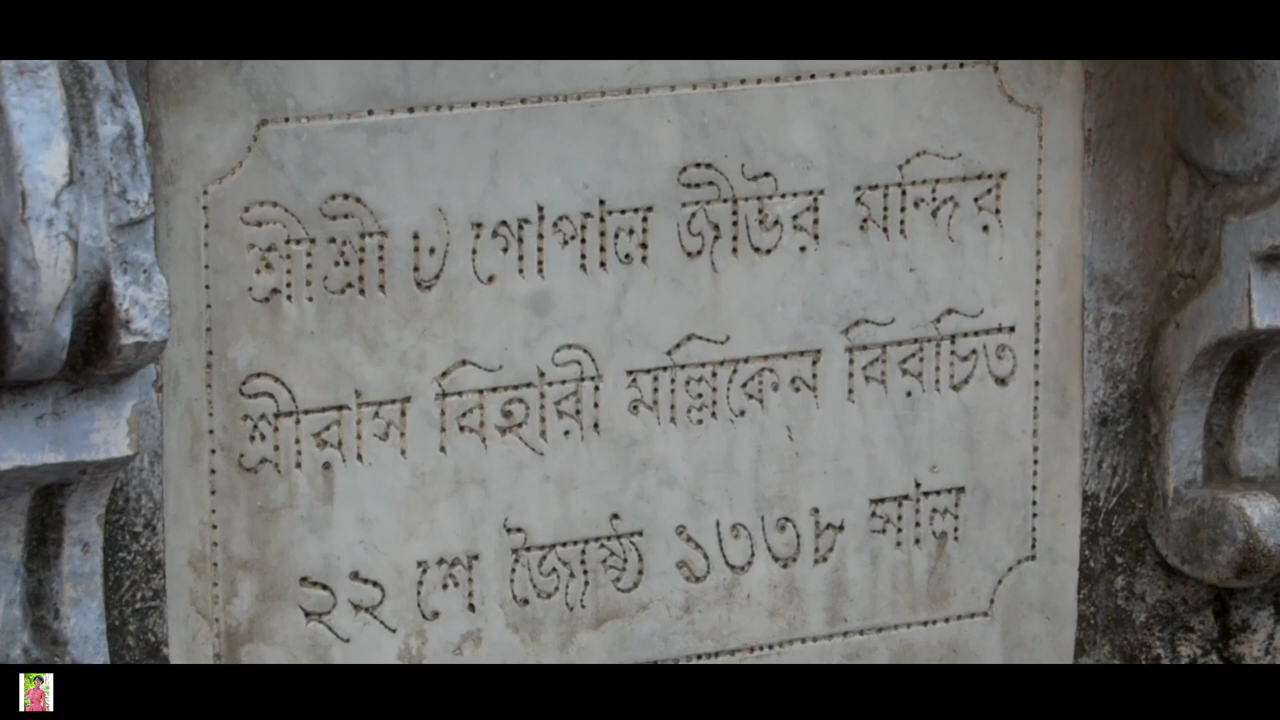 শ্রীশ্রী ৺ গোপাল জীউর মন্দির
শ্রীরাস বিহারী মল্লিকেন বিরচিত
২২ শে জ্যৈষ্ঠ ১৩৩৮ সাল